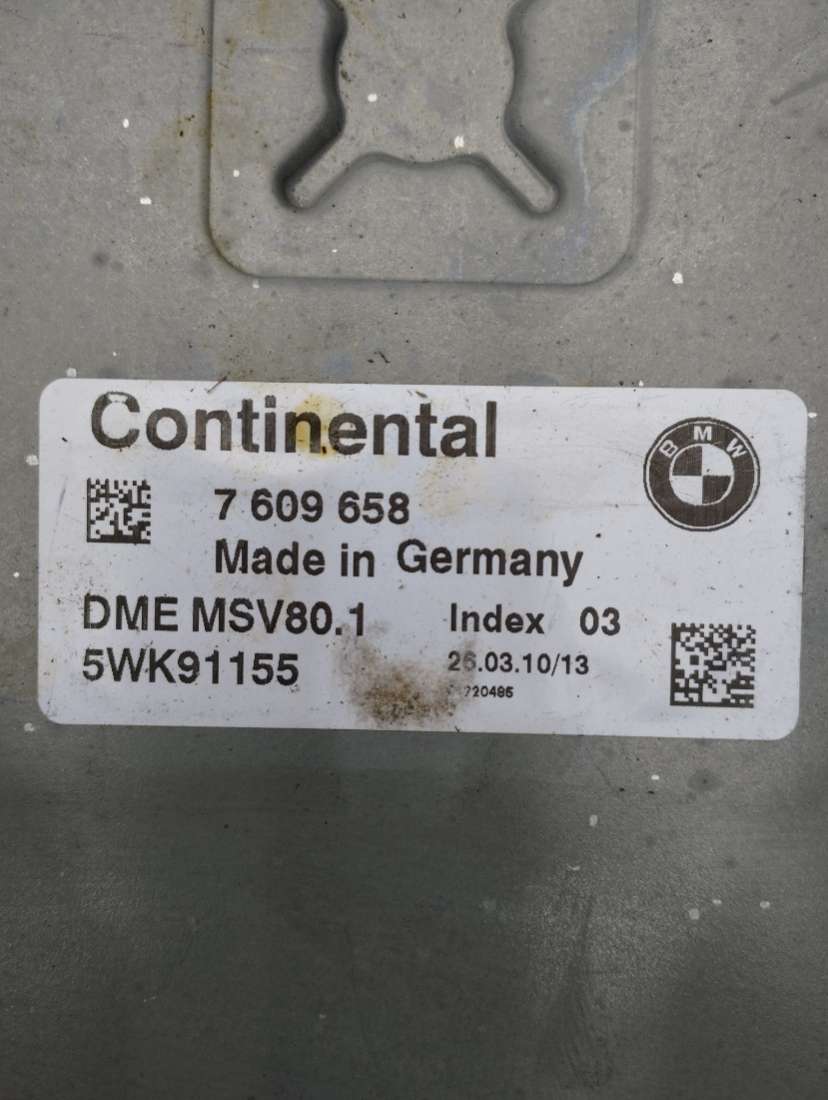 Continental
BMW
7 609 658
Made in Germany
DME MSV80.1 Index 03
5WK91155 26.03.10/13